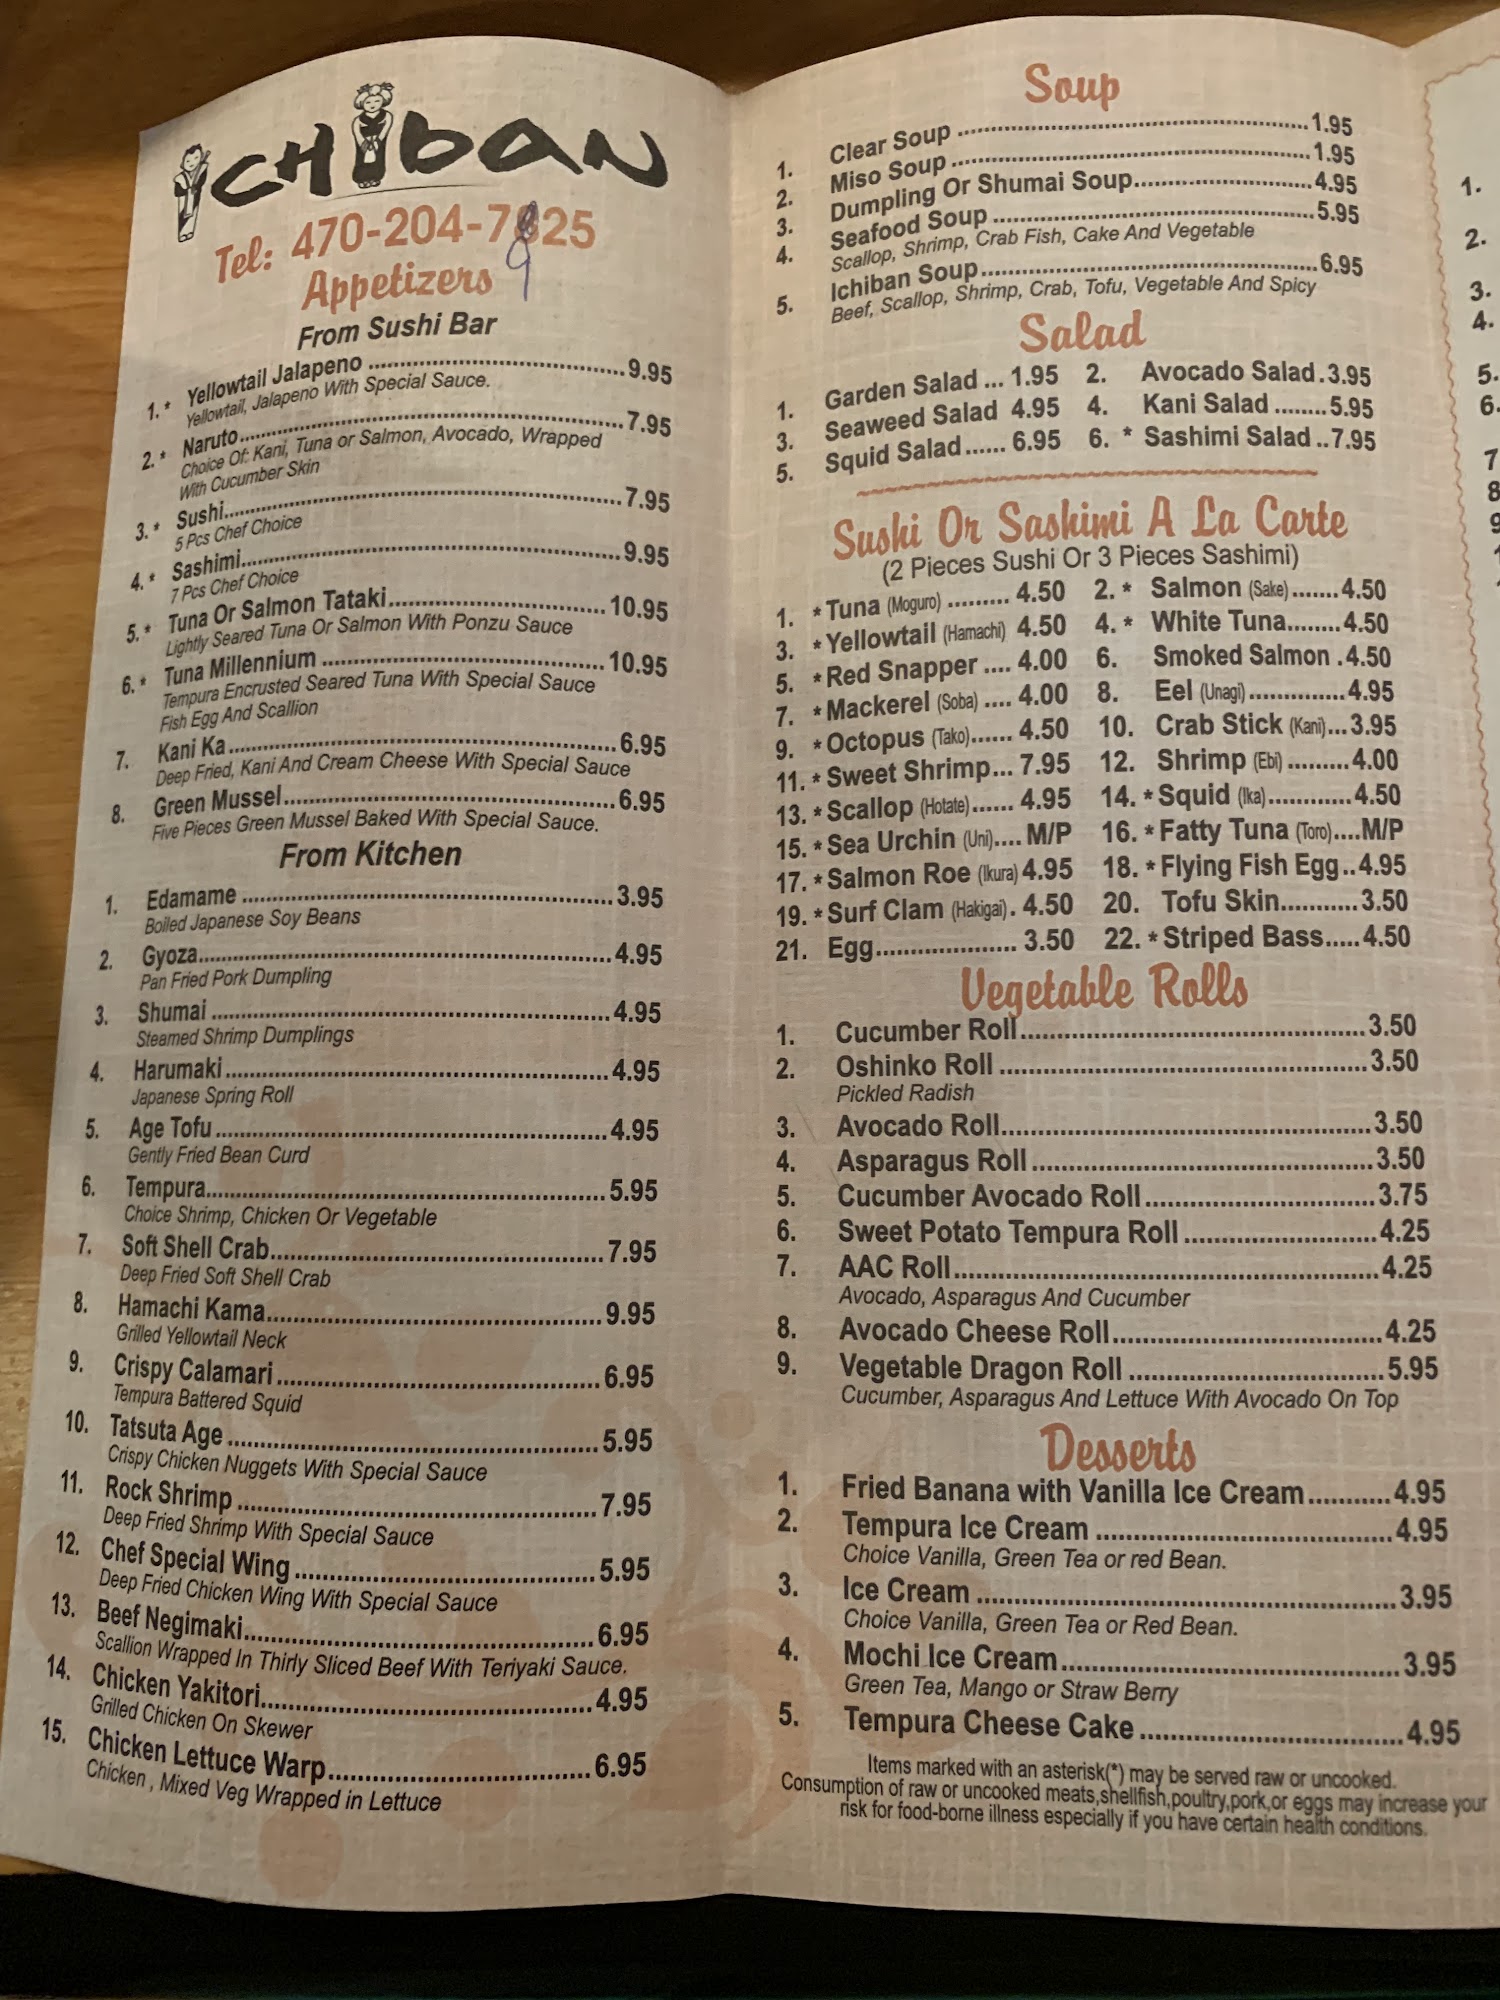 ICHIBAN
Tel: 470-204-7825
9
Appetizers
From Sushi Bar
1. * Yellowtail Jalapeno ........ 9.95
Yellowtail, Jalapeno With Special Sauce.
2. * Naruto ........ 7.95
Choice Of: Kani, Tuna or Salmon, Avocado, Wrapped
With Cucumber Skin
3. * Sushi ........ 7.95
5 Pcs Chef Choice
4. * Sashimi ........ 9.95
7 Pcs Chef Choice
5. * Tuna Or Salmon Tataki ........ 10.95
Lightly Seared Tuna Or Salmon With Ponzu Sauce
6. * Tuna Millennium ........ 10.95
Tempura Encrusted Seared Tuna With Special Sauce
Fish Egg And Scallion
7. Kani Ka ........ 6.95
Deep Fried, Kani And Cream Cheese With Special Sauce
8. Green Mussel ........ 6.95
Five Pieces Green Mussel Baked With Special Sauce.
From Kitchen
1. Edamame ........ 3.95
Boiled Japanese Soy Beans
2. Gyoza ........ 4.95
Pan Fried Pork Dumpling
3. Shumai ........ 4.95
Steamed Shrimp Dumplings
4. Harumaki ........ 4.95
Japanese Spring Roll
5. Age Tofu ........ 4.95
Gently Fried Bean Curd
6. Tempura ........ 5.95
Choice Shrimp, Chicken Or Vegetable
7. Soft Shell Crab ........ 7.95
Deep Fried Soft Shell Crab
8. Hamachi Kama ........ 9.95
Grilled Yellowtail Neck
9. Crispy Calamari ........ 6.95
Tempura Battered Squid
10. Tatsuta Age ........ 5.95
Crispy Chicken Nuggets With Special Sauce
11. Rock Shrimp ........ 7.95
Deep Fried Shrimp With Special Sauce
12. Chef Special Wing ........ 5.95
Deep Fried Chicken Wing With Special Sauce
13. Beef Negimaki ........ 6.95
Scallion Wrapped In Thirly Sliced Beef With Teriyaki Sauce.
14. Chicken Yakitori ........ 4.95
Grilled Chicken On Skewer
15. Chicken Lettuce Warp ........ 6.95
Chicken , Mixed Veg Wrapped in Lettuce
Soup
1. Clear Soup ........ 1.95
2. Miso Soup ........ 1.95
3. Dumpling Or Shumai Soup ........ 4.95
4. Seafood Soup ........ 5.95
Scallop, Shrimp, Crab Fish, Cake And Vegetable
5. Ichiban Soup ........ 6.95
Beef, Scallop, Shrimp, Crab, Tofu, Vegetable And Spicy
Salad
1. Garden Salad ... 1.95 2. Avocado Salad . 3.95
3. Seaweed Salad 4.95 4. Kani Salad ........ 5.95
5. Squid Salad ...... 6.95 6. * Sashimi Salad .. 7.95
Sushi Or Sashimi A La Carte
(2 Pieces Sushi Or 3 Pieces Sashimi)
1. * Tuna (Moguro) ......... 4.50 2. * Salmon (Sake) ....... 4.50
3. * Yellowtail (Hamachi) 4.50 4. * White Tuna ........ 4.50
5. * Red Snapper .... 4.00 6. Smoked Salmon . 4.50
7. * Mackerel (Soba) .... 4.00 8. Eel (Unagi) .............. 4.95
9. * Octopus (Tako) ...... 4.50 10. Crab Stick (Kani) ... 3.95
11. * Sweet Shrimp ... 7.95 12. Shrimp (Ebi) ......... 4.00
13. * Scallop (Hotate) ...... 4.95 14. * Squid (Ika) ............ 4.50
15. * Sea Urchin (Uni) .... M/P 16. * Fatty Tuna (Toro) .... M/P
17. * Salmon Roe (Ikura) 4.95 18. * Flying Fish Egg .. 4.95
19. * Surf Clam (Hakigai) . 4.50 20. Tofu Skin ........... 3.50
21. Egg .................... 3.50 22. * Striped Bass ..... 4.50
Vegetable Rolls
1. Cucumber Roll ........ 3.50
2. Oshinko Roll ........ 3.50
Pickled Radish
3. Avocado Roll ........ 3.50
4. Asparagus Roll ........ 3.50
5. Cucumber Avocado Roll ........ 3.75
6. Sweet Potato Tempura Roll ........ 4.25
7. AAC Roll ........ 4.25
Avocado, Asparagus And Cucumber
8. Avocado Cheese Roll ........ 4.25
9. Vegetable Dragon Roll ........ 5.95
Cucumber, Asparagus And Lettuce With Avocado On Top
Desserts
1. Fried Banana with Vanilla Ice Cream ........... 4.95
2. Tempura Ice Cream ........ 4.95
Choice Vanilla, Green Tea or red Bean.
3. Ice Cream ........ 3.95
Choice Vanilla, Green Tea or Red Bean.
4. Mochi Ice Cream ........ 3.95
Green Tea, Mango or Straw Berry
5. Tempura Cheese Cake ........ 4.95
Items marked with an asterisk(*) may be served raw or uncooked.
Consumption of raw or uncooked meats,shellfish,poultry,pork,or eggs may increase your
risk for food-borne illness especially if you have certain health conditions.
1.
2.
3.
4.
5.
6.
7
8
9